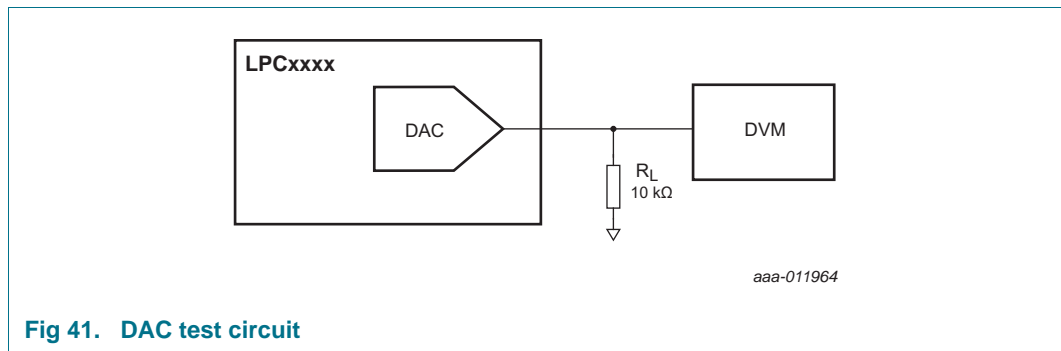 LPCxxxx
DAC
DVM
RL
10 kΩ
aaa-011964
Fig 41. DAC test circuit